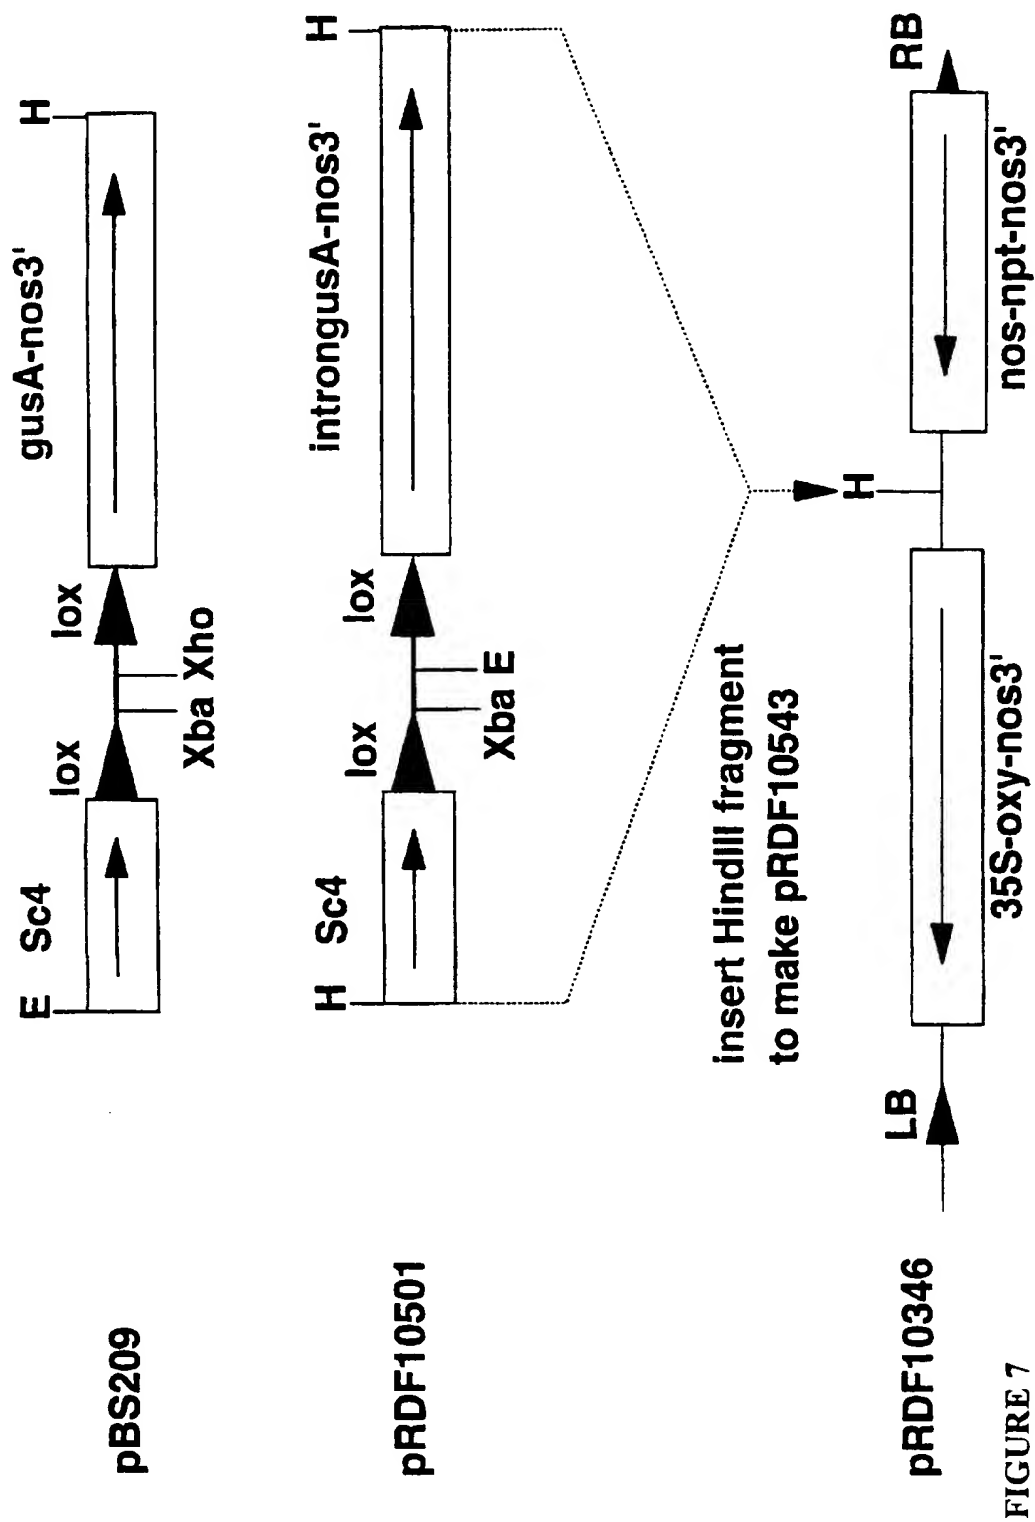 pBS209
E Sc4 lox lox gusA-nos3' H
Xba Xho
pRDF10501
H Sc4 lox lox introngusA-nos3' H
Xba E
insert HindIII fragment
to make pRDF10543
pRDF10346
LB H RB
35S-oxy-nos3' nos-npt-nos3'
FIGURE 7